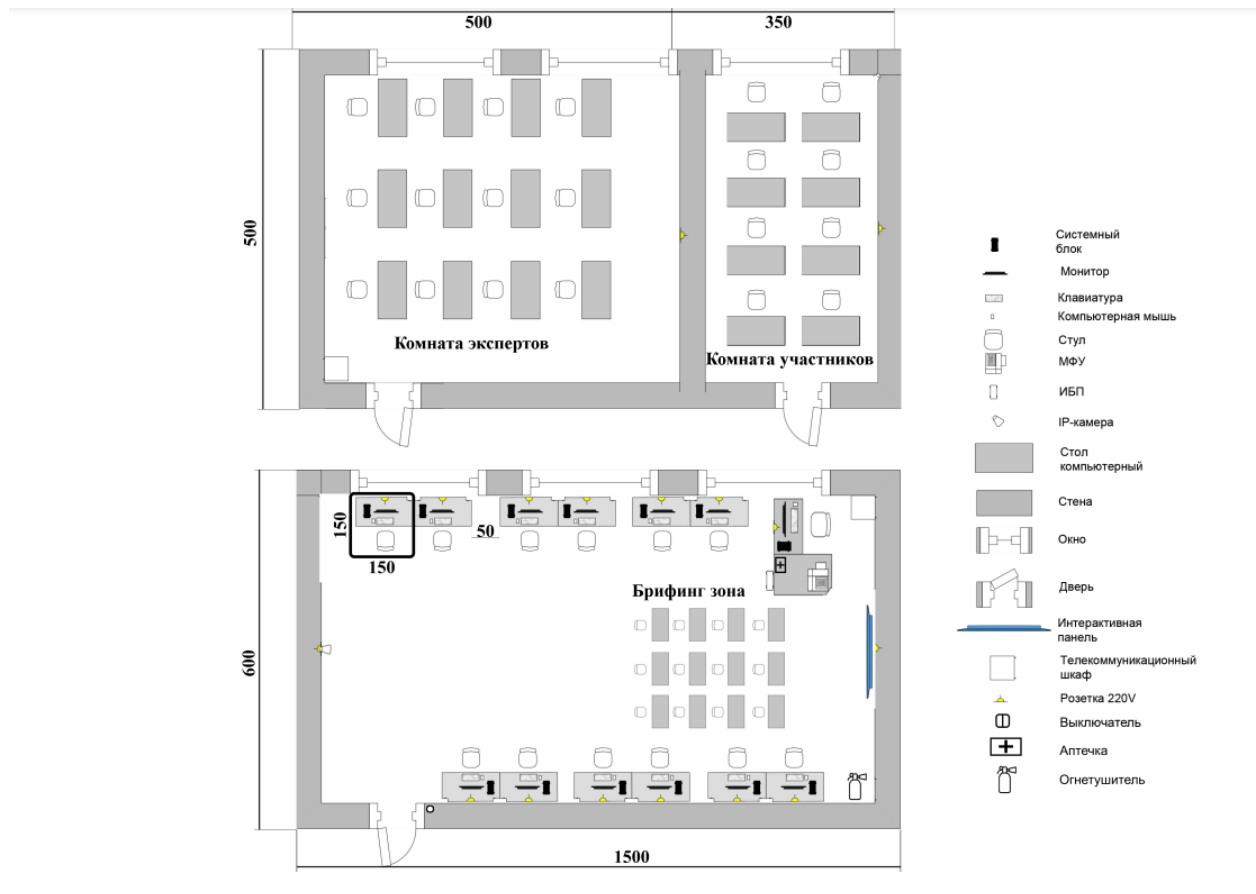 500
350
500
Комната экспертов
Комната участников
600
150
150
50
Брифинг зона
1500
Системный
блок
Монитор
Клавиатура
Компьютерная мышь
Стул
МФУ
ИБП
IP-камера
Стол
компьютерный
Стена
Окно
Дверь
Интерактивная
панель
Телекоммуникационный
шкаф
Розетка 220V
Выключатель
Аптечка
Огнетушитель